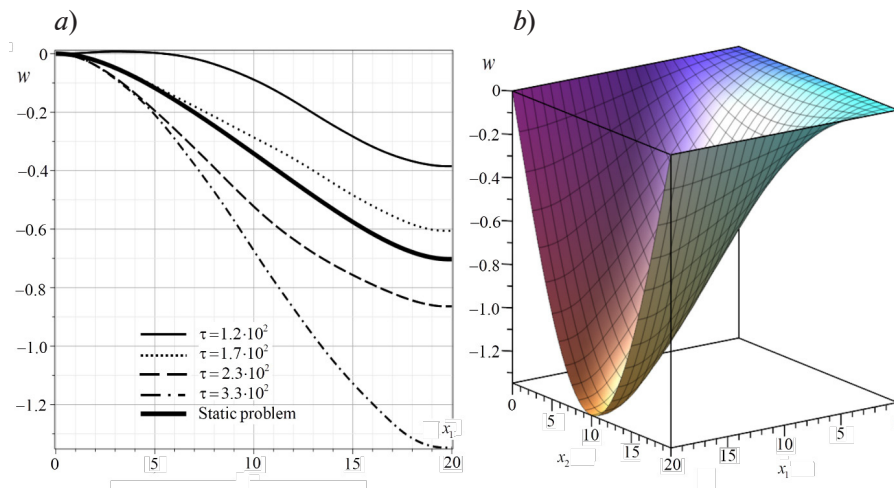 a)
b)
w
0
−0.2
−0.4
−0.6
−0.8
−1.0
−1.2
τ=1.2·10²
τ=1.7·10²
τ=2.3·10²
τ=3.3·10²
Static problem
x₁
0 5 10 15 20
w
0
−0.2
−0.4
−0.6
−0.8
−1.0
−1.2
0
5
10
15
20
x₂
15
10
5
0
x₁